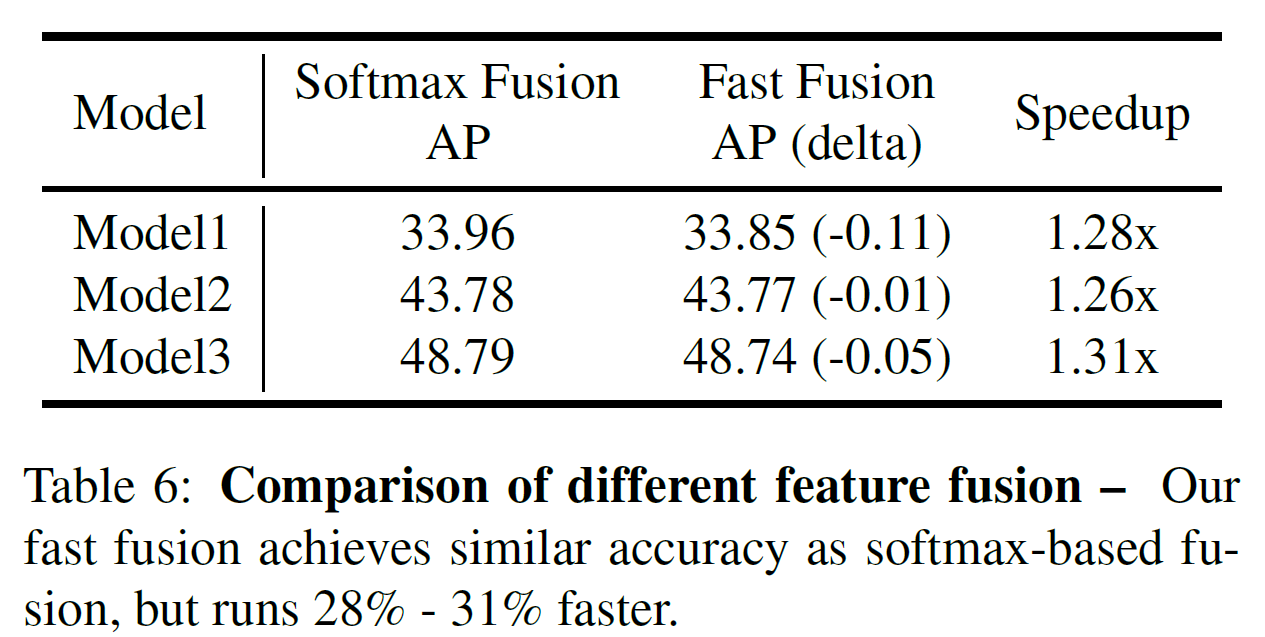 Model Softmax Fusion AP Fast Fusion AP (delta) Speedup
Model1 33.96 33.85 (-0.11) 1.28x
Model2 43.78 43.77 (-0.01) 1.26x
Model3 48.79 48.74 (-0.05) 1.31x
Table 6: Comparison of different feature fusion – Our
fast fusion achieves similar accuracy as softmax-based fu-
sion, but runs 28% - 31% faster.